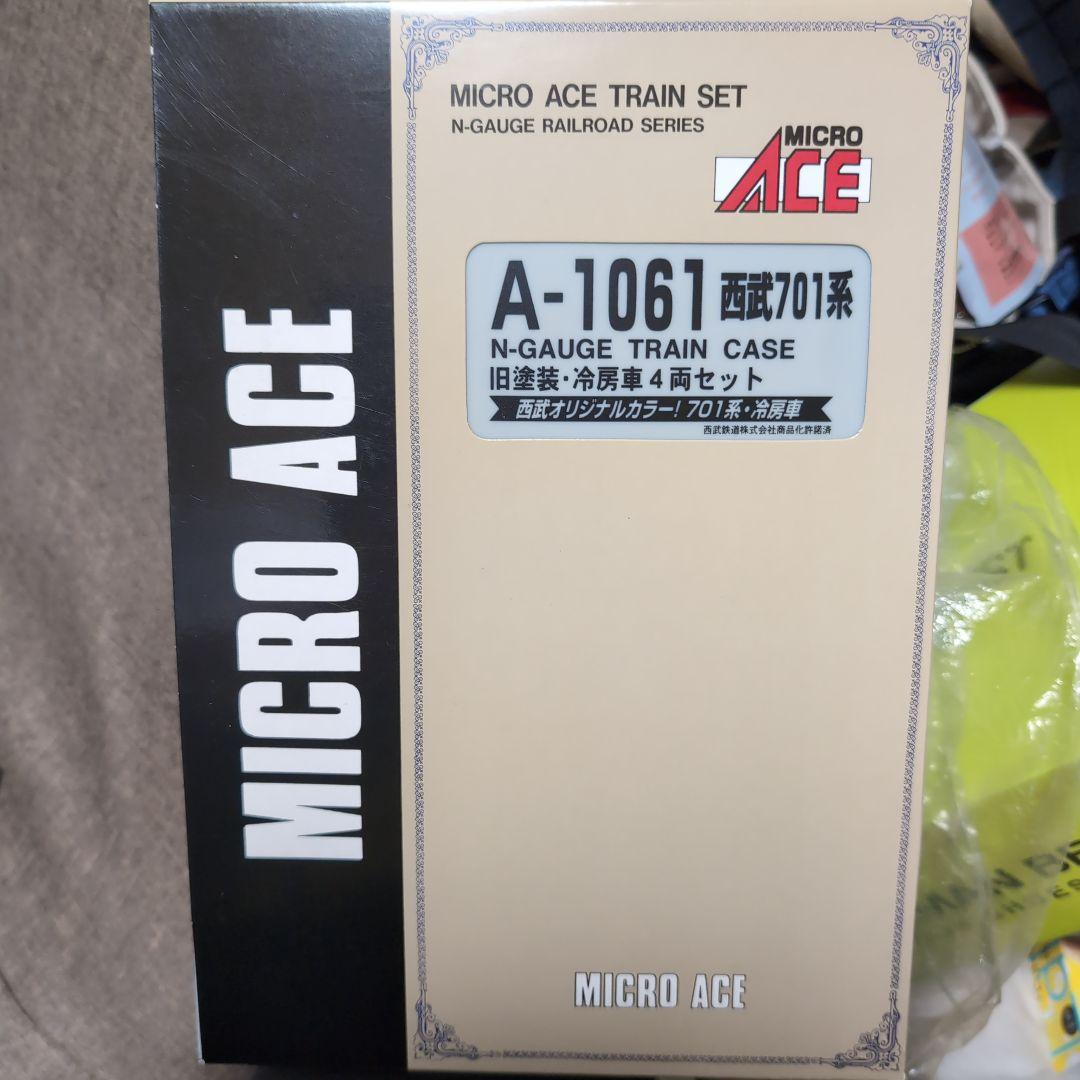 MICRO ACE
MICRO ACE TRAIN SET
N-GAUGE RAILROAD SERIES
MICRO
ACE
A-1061 西武701系
N-GAUGE TRAIN CASE
旧塗装・冷房車4両セット
西武オリジナルカラー!701系・冷房車
西武鉄道株式会社商品化許諾済
MICRO ACE